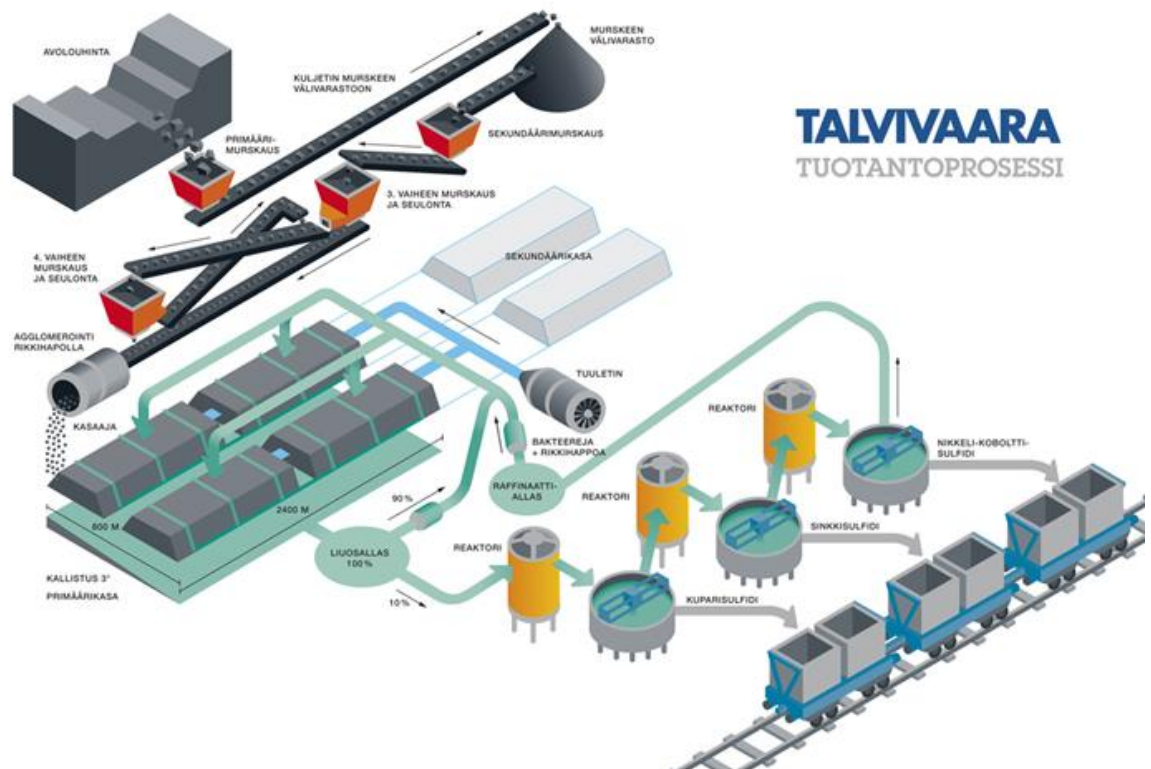 AVOLOUHINTA
MURSKEEN
VÄLIVARASTO
KULJETIN MURSKEEN
VÄLIVARASTOON
PRIMÄÄRI-
MURSKAUS
SEKUNDÄÄRIMURSKAUS
TALVIVAARA
TUOTANTOPROSESSI
3. VAIHEEN MURSKAUS
JA SEULONTA
4. VAIHEEN
MURSKAUS
JA SEULONTA
SEKUNDÄÄRIKASA
AGGLOMEROINTI
RIKKIHAPOLLA
TUULETIN
KASAAJA
BAKTEEREJA
+ RIKKIHAPPOA
REAKTORI
NIKKELI-KOBOLTTI-
SULFIDI
RAFFINAATTI-
ALLAS
90%
REAKTORI
2400 M
800 M
LIUOSALLAS
100%
REAKTORI
SINKKISULFIDI
KALLISTUS 3°
PRIMÄÄRIKASA
10%
KUPARISULFIDI